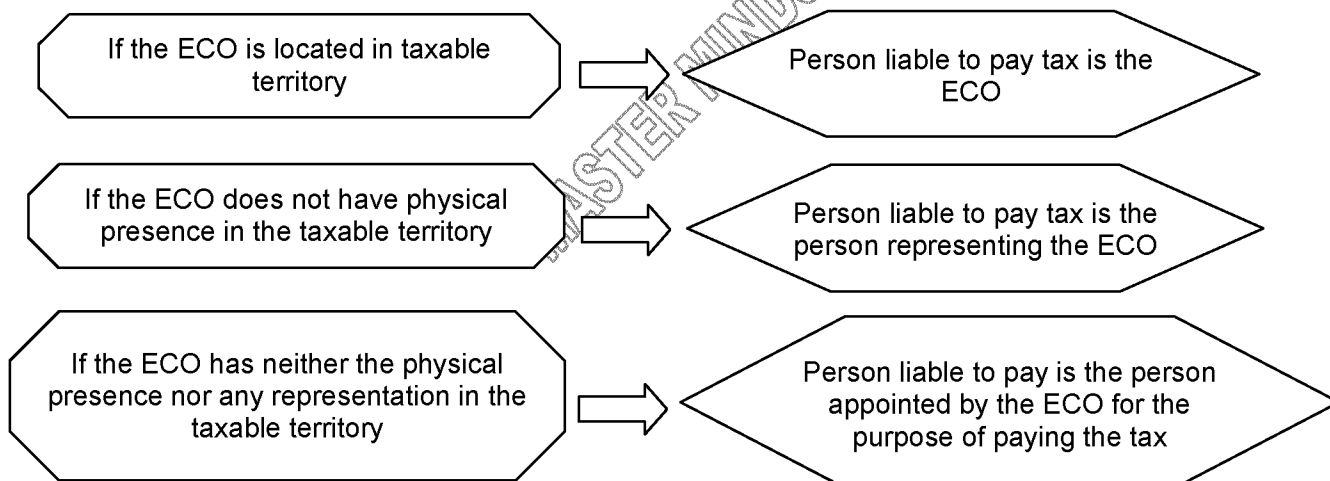 If the ECO is located in taxable
territory
Person liable to pay tax is the
ECO
If the ECO does not have physical
presence in the taxable territory
Person liable to pay tax is the
person representing the ECO
If the ECO has neither the physical
presence nor any representation in the
taxable territory
Person liable to pay is the person
appointed by the ECO for the
purpose of paying the tax
MASTER MINDS